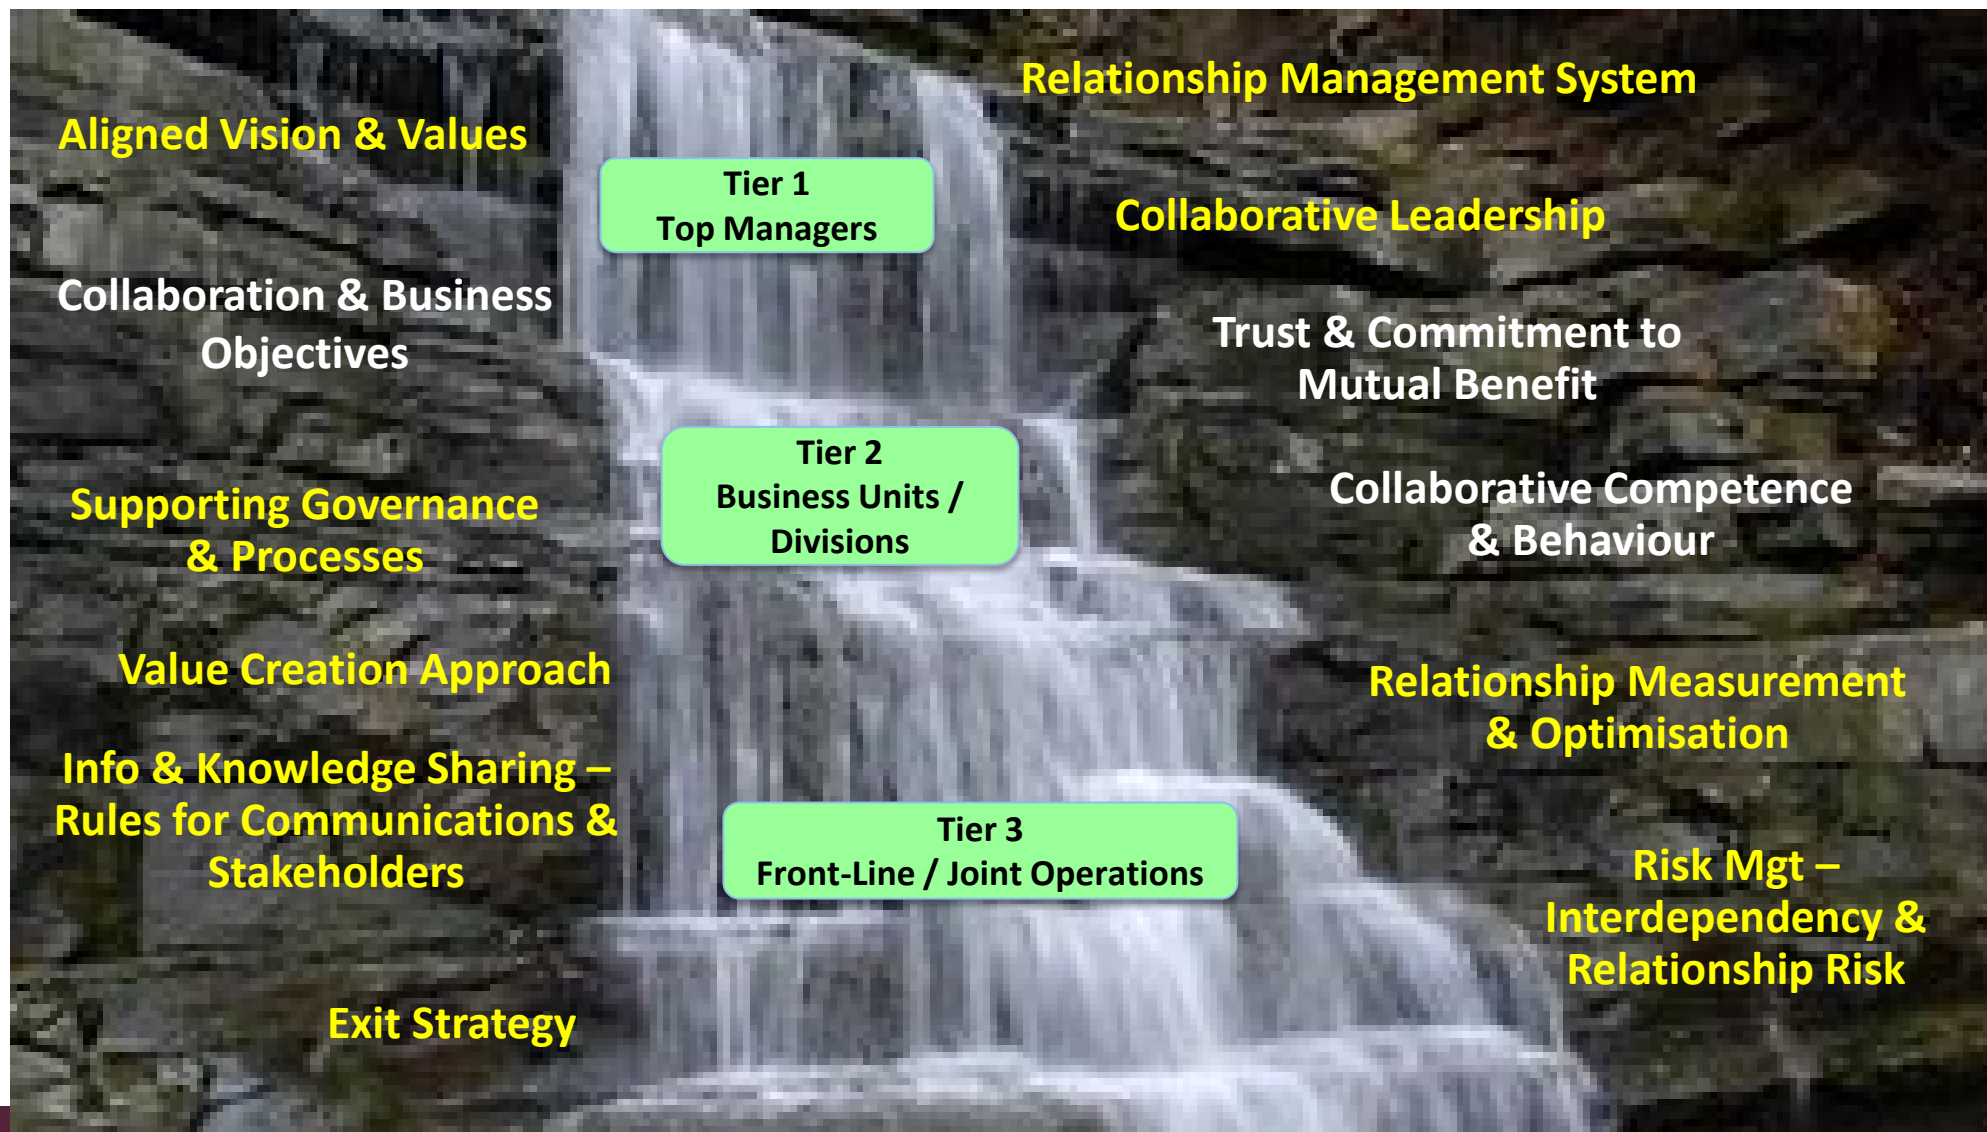 Relationship Management System
Aligned Vision & Values
Tier 1
Top Managers
Collaborative Leadership
Collaboration & Business
Objectives
Trust & Commitment to
Mutual Benefit
Tier 2
Business Units /
Divisions
Supporting Governance
& Processes
Collaborative Competence
& Behaviour
Value Creation Approach
Relationship Measurement
& Optimisation
Info & Knowledge Sharing –
Rules for Communications &
Stakeholders
Tier 3
Front-Line / Joint Operations
Risk Mgt –
Interdependency &
Relationship Risk
Exit Strategy